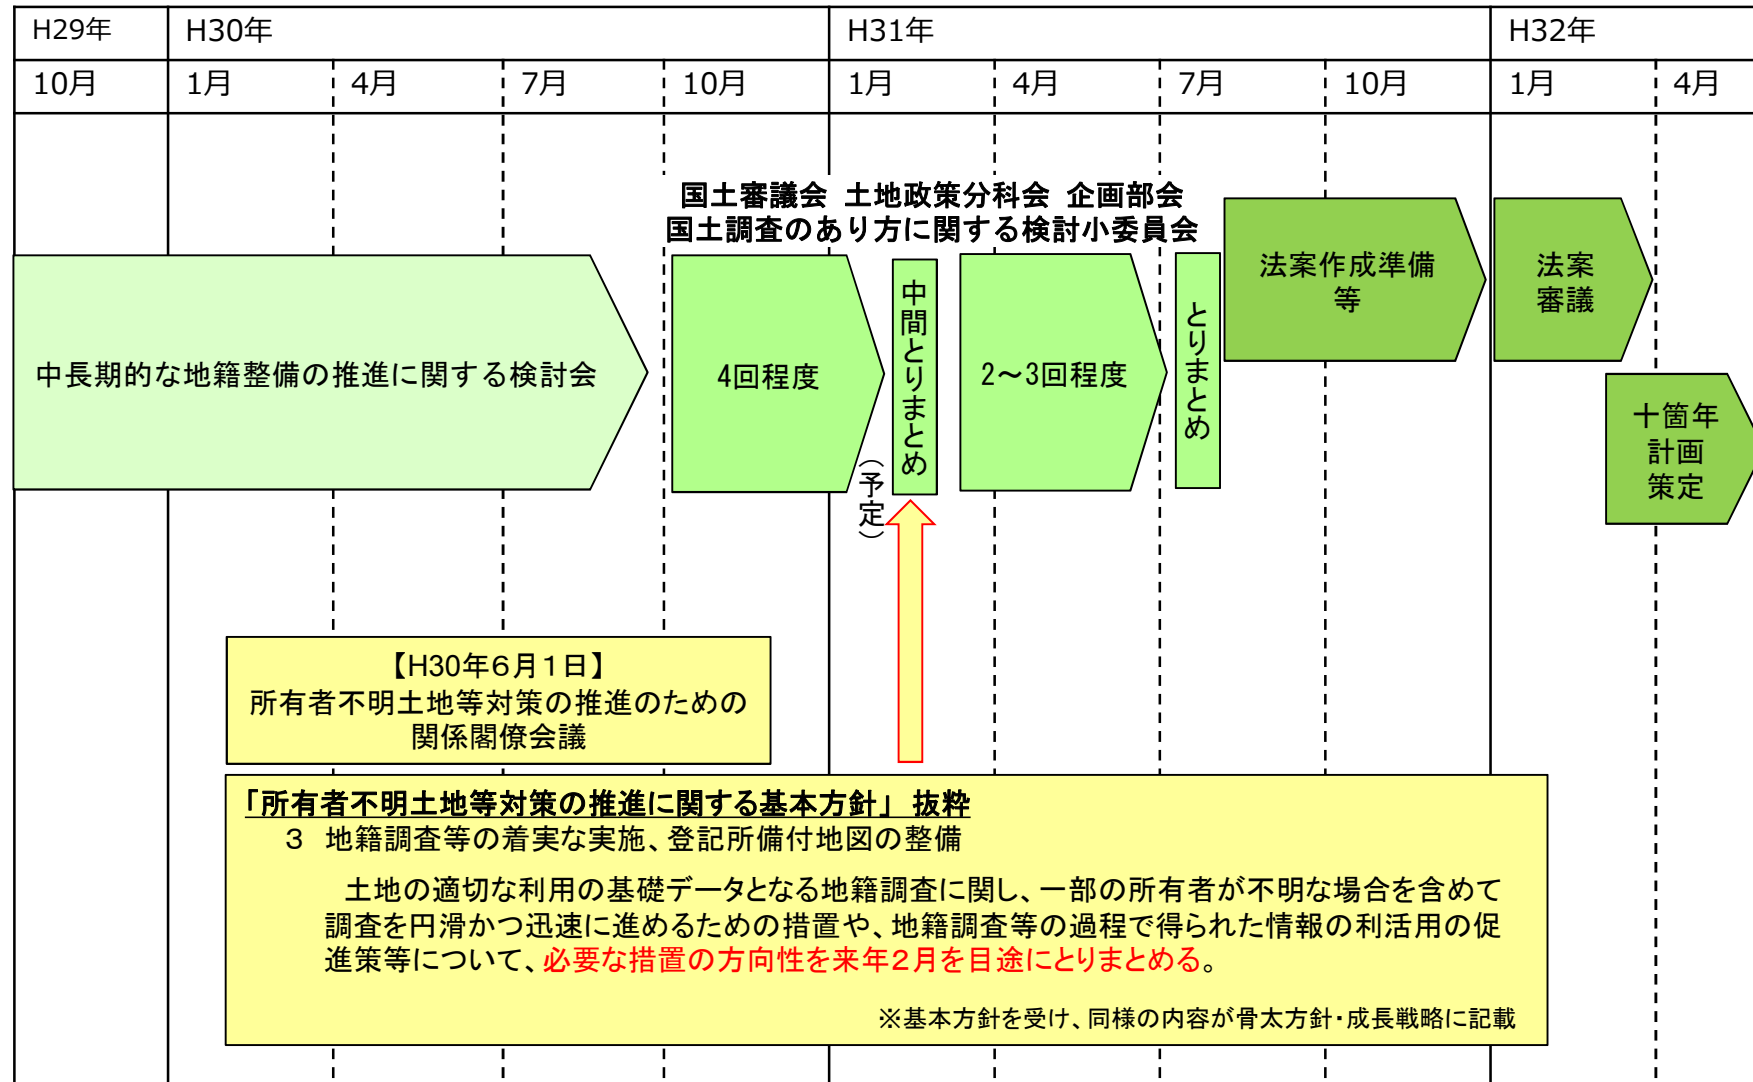 H29年
H30年
H31年
H32年
10月
1月
4月
7月
10月
1月
4月
7月
10月
1月
4月
国土審議会 土地政策分科会 企画部会
国土調査のあり方に関する検討小委員会
中長期的な地籍整備の推進に関する検討会
4回程度
(予定)
中間とりまとめ
2～3回程度
とりまとめ
法案作成準備
等
法案
審議
十箇年
計画
策定
【H30年６月１日】
所有者不明土地等対策の推進のための
関係閣僚会議
「所有者不明土地等対策の推進に関する基本方針」 抜粋
３ 地籍調査等の着実な実施、登記所備付地図の整備
土地の適切な利用の基礎データとなる地籍調査に関し、一部の所有者が不明な場合を含めて
調査を円滑かつ迅速に進めるための措置や、地籍調査等の過程で得られた情報の利活用の促
進策等について、必要な措置の方向性を来年２月を目途にとりまとめる。
※基本方針を受け、同様の内容が骨太方針・成長戦略に記載